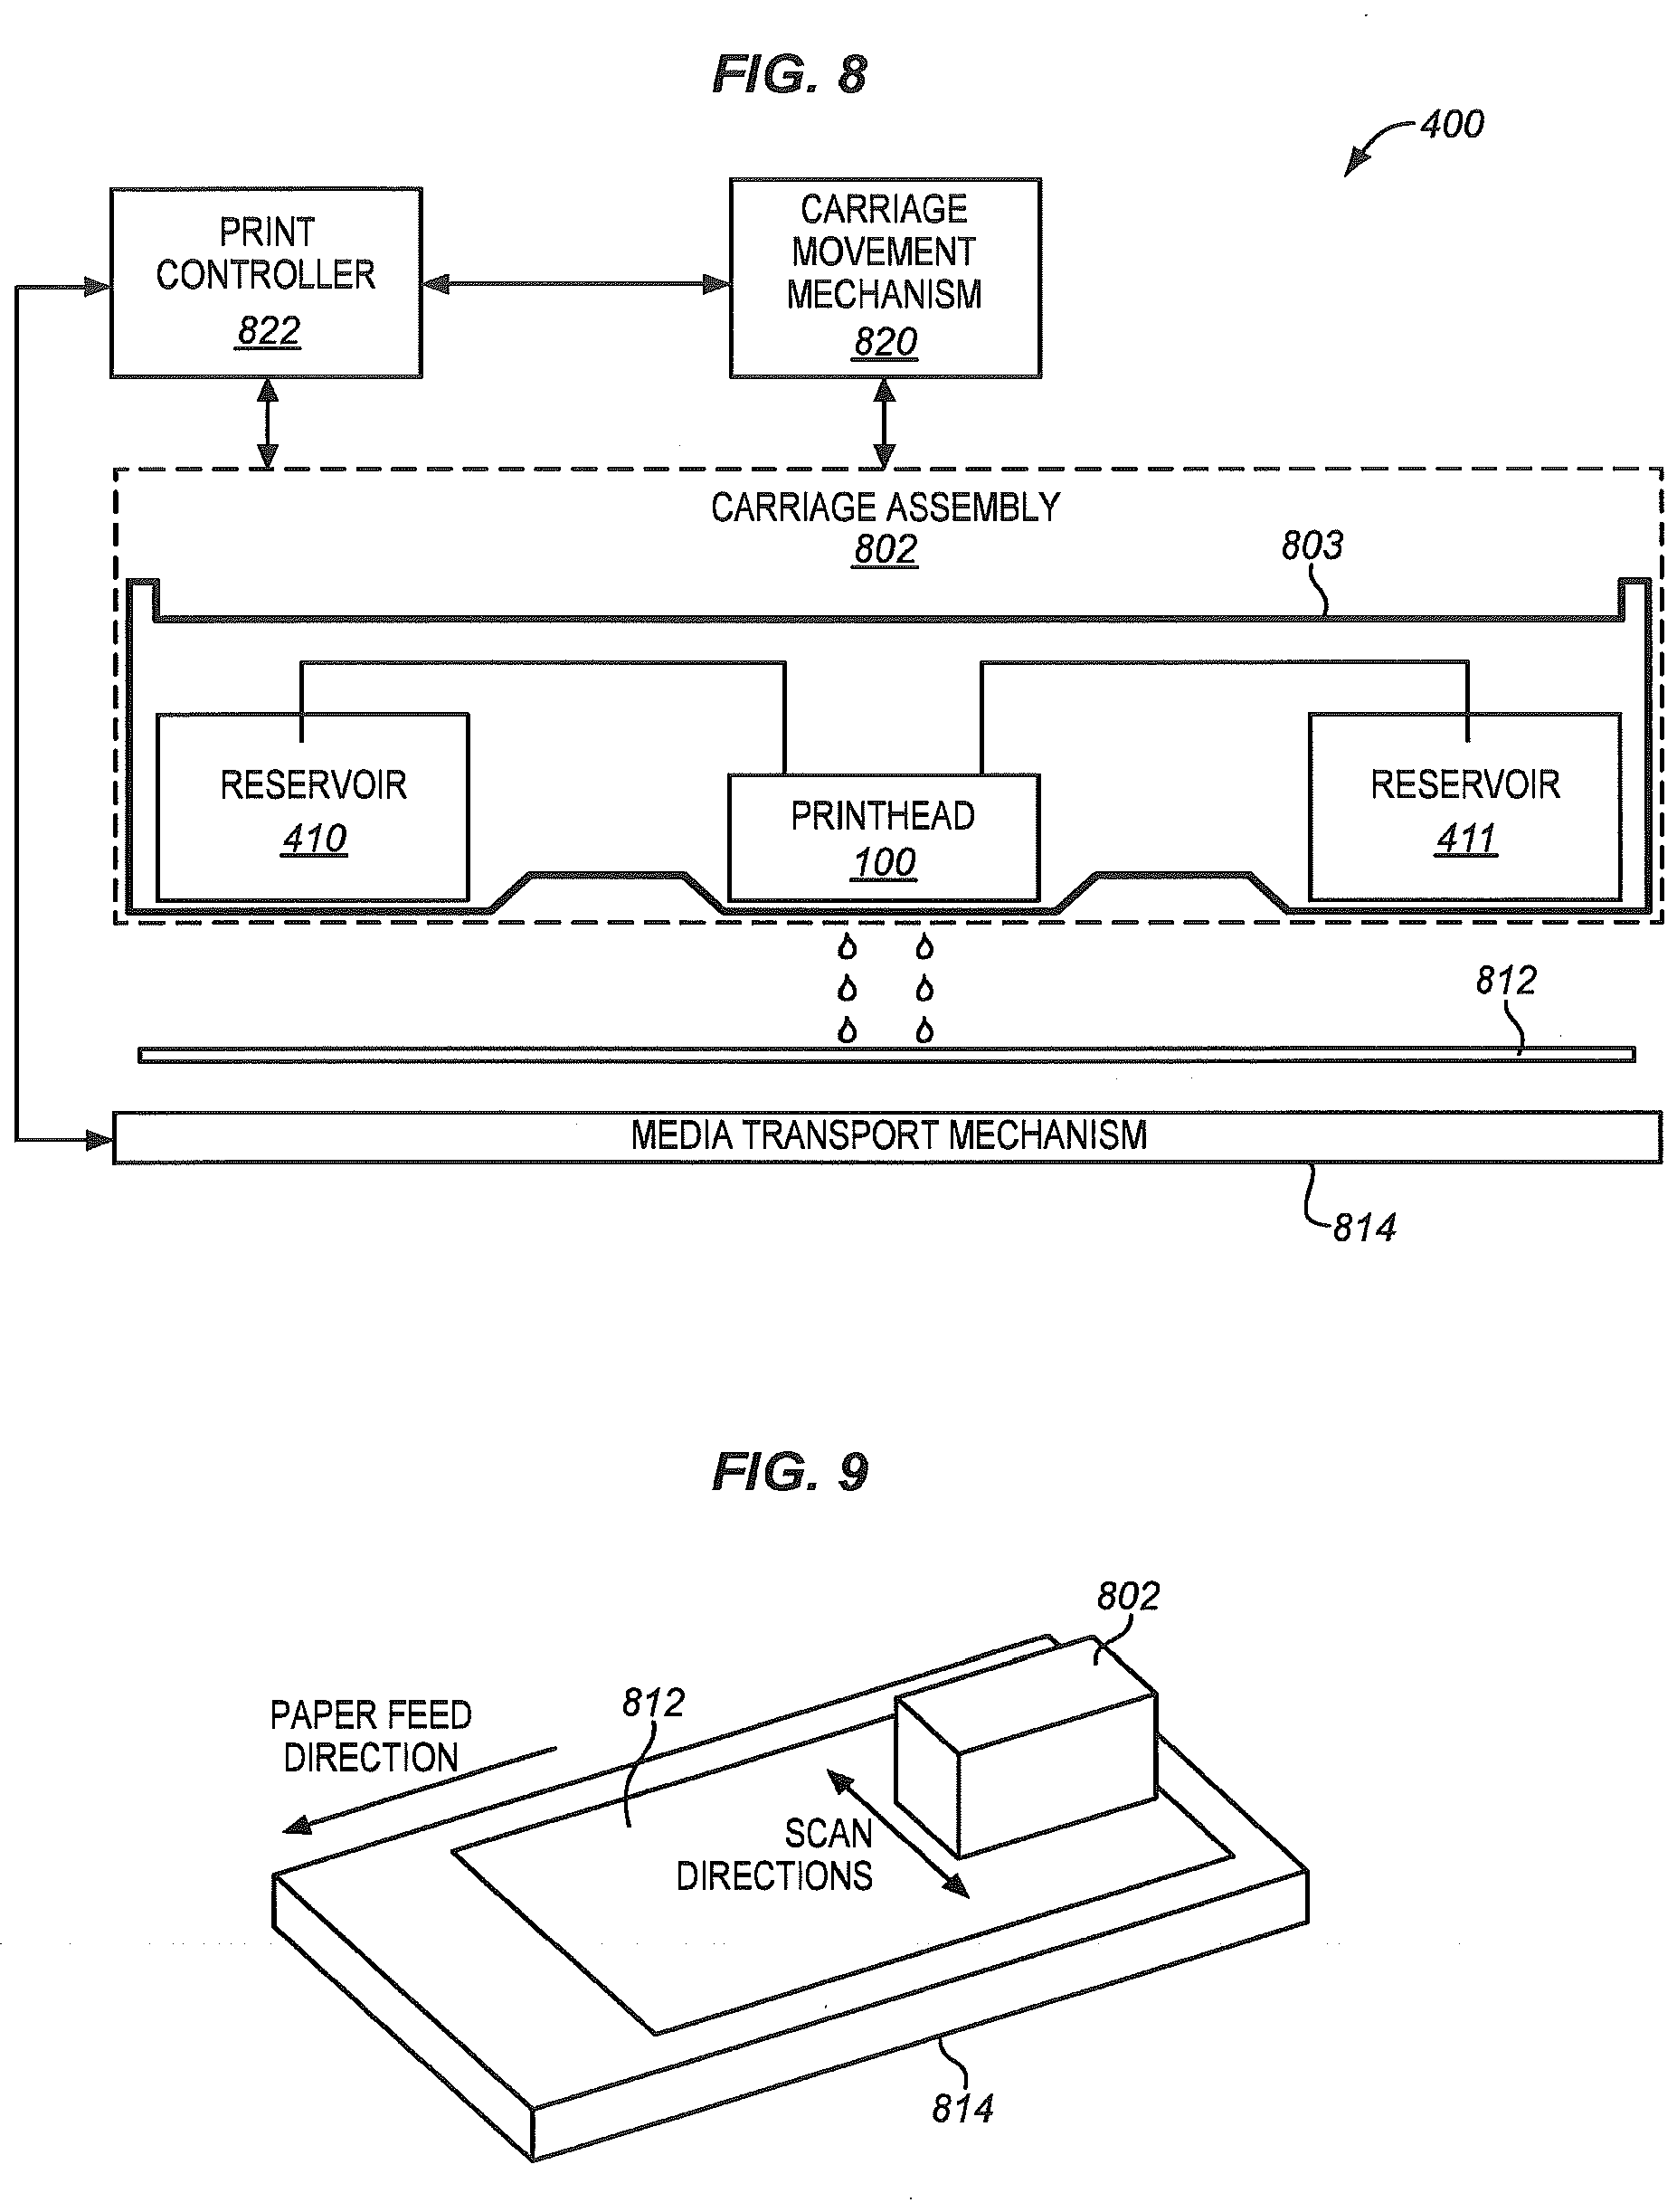 FIG. 8
400
PRINT
CONTROLLER
822
CARRIAGE
MOVEMENT
MECHANISM
820
CARRIAGE ASSEMBLY
802
803
RESERVOIR
410
PRINTHEAD
100
RESERVOIR
411
812
MEDIA TRANSPORT MECHANISM
814
FIG. 9
802
812
PAPER FEED
DIRECTION
SCAN
DIRECTIONS
814